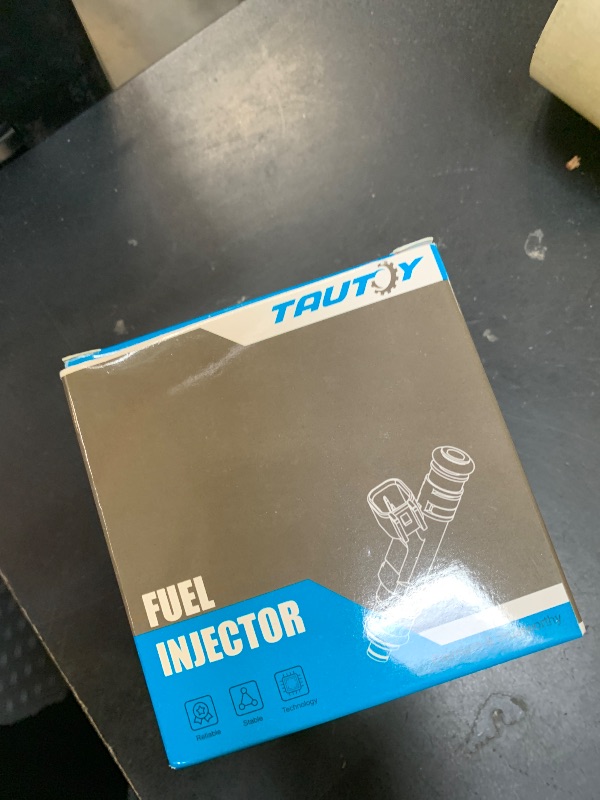 TAUTOY
FUEL
INJECTOR
Reliable
Stable
Technology